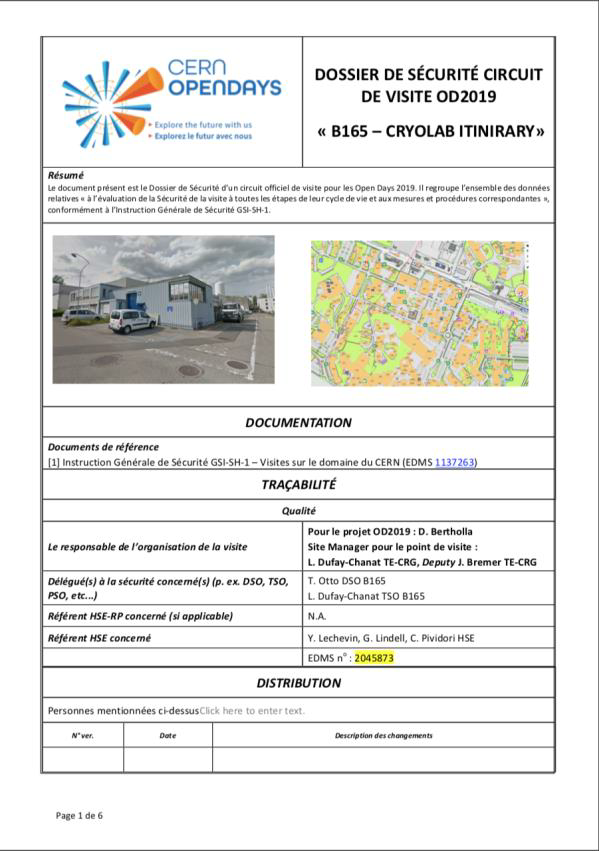 CERN
OPENDAYS
Explore the future with us
Explorez le futur avec nous
DOSSIER DE SÉCURITÉ CIRCUIT
DE VISITE OD2019
« B165 – CRYOLAB ITINIRARY»
Résumé
Le document présent est le Dossier de Sécurité d'un circuit officiel de visite pour les Open Days 2019. Il regroupe l'ensemble des données
relatives « à l'évaluation de la Sécurité de la visite à toutes les étapes de leur cycle de vie et aux mesures et procédures correspondantes »,
conformément à l'Instruction Générale de Sécurité GSI-SH-1.
DOCUMENTATION
Documents de référence
[1] Instruction Générale de Sécurité GSI-SH-1 – Visites sur le domaine du CERN (EDMS 1137263)
TRAÇABILITÉ
Qualité
Le responsable de l'organisation de la visite
Pour le projet OD2019 : D. Bertholla
Site Manager pour le point de visite :
L. Dufay-Chanat TE-CRG, Deputy J. Bremer TE-CRG
Délégué(s) à la sécurité concerné(s) (p. ex. DSO, TSO,
PSO, etc...)
T. Otto DSO B165
L. Dufay-Chanat TSO B165
Référent HSE-RP concerné (si applicable)
N.A.
Référent HSE concerné
Y. Lechevin, G. Lindell, C. Pividori HSE
EDMS n° : 2045873
DISTRIBUTION
Personnes mentionnées ci-dessusClick here to enter text.
N°ver.
Date
Description des changements
Page 1 de 6